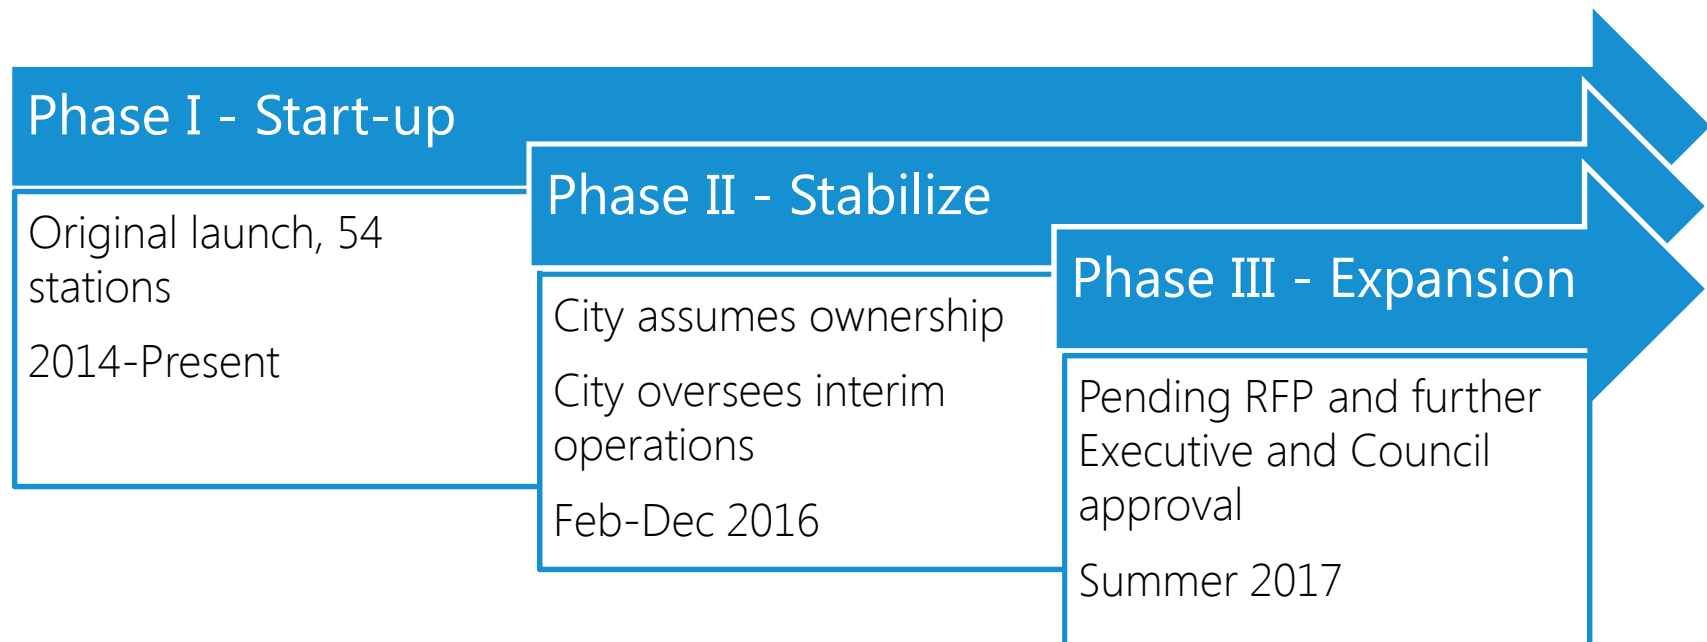 Phase I - Start-up
Original launch, 54
stations
2014-Present
Phase II - Stabilize
City assumes ownership
City oversees interim
operations
Feb-Dec 2016
Phase III - Expansion
Pending RFP and further
Executive and Council
approval
Summer 2017